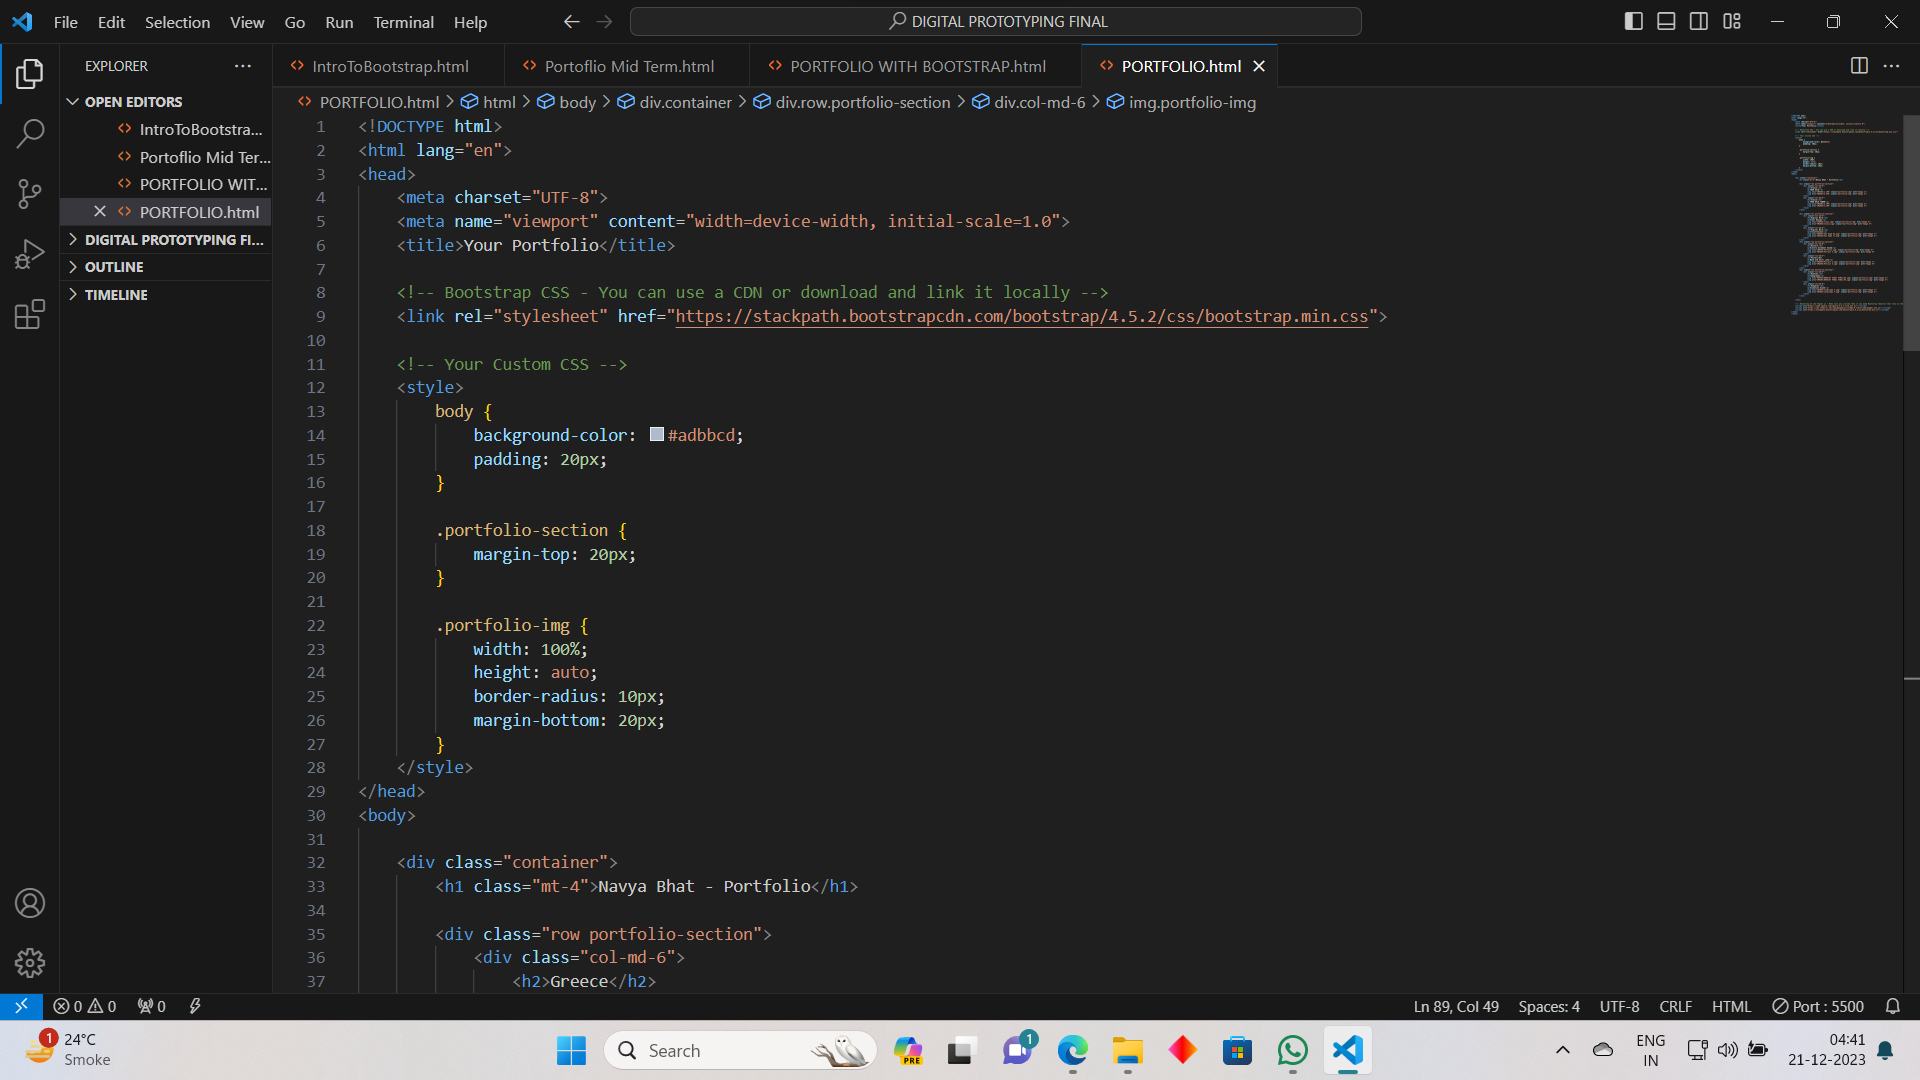 File Edit Selection View Go Run Terminal Help
DIGITAL PROTOTYPING FINAL
EXPLORER
OPEN EDITORS
IntroToBootstra...
Portoflio Mid Ter...
PORTFOLIO WIT...
PORTFOLIO.html
DIGITAL PROTOTYPING FI...
OUTLINE
TIMELINE
IntroToBootstrap.html
Portoflio Mid Term.html
PORTFOLIO WITH BOOTSTRAP.html
PORTFOLIO.html
PORTFOLIO.html > html > body > div.container > div.row.portfolio-section > div.col-md-6 > img.portfolio-img
1 <!DOCTYPE html>
2 <html lang="en">
3 <head>
4 <meta charset="UTF-8">
5 <meta name="viewport" content="width=device-width, initial-scale=1.0">
6 <title>Your Portfolio</title>
7
8 <!-- Bootstrap CSS - You can use a CDN or download and link it locally -->
9 <link rel="stylesheet" href="https://stackpath.bootstrapcdn.com/bootstrap/4.5.2/css/bootstrap.min.css">
10
11 <!-- Your Custom CSS -->
12 <style>
13 body {
14 background-color: #adbbcd;
15 padding: 20px;
16 }
17
18 .portfolio-section {
19 margin-top: 20px;
20 }
21
22 .portfolio-img {
23 width: 100%;
24 height: auto;
25 border-radius: 10px;
26 margin-bottom: 20px;
27 }
28 </style>
29 </head>
30 <body>
31
32 <div class="container">
33 <h1 class="mt-4">Navya Bhat - Portfolio</h1>
34
35 <div class="row portfolio-section">
36 <div class="col-md-6">
37 <h2>Greece</h2>
0 0 0
Ln 89, Col 49 Spaces: 4 UTF-8 CRLF HTML Port : 5500
1
24°C
Smoke
Search
PRE
1
ENG
IN
04:41
21-12-2023